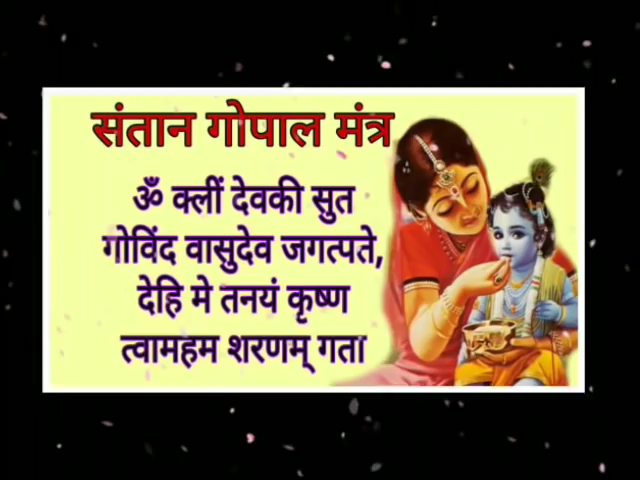 संतान गोपाल मंत्र
ॐ क्लीं देवकी सुत
गोविंद वासुदेव जगत्पते,
देहि मे तनयं कृष्ण
त्वामहम शरणम् गता